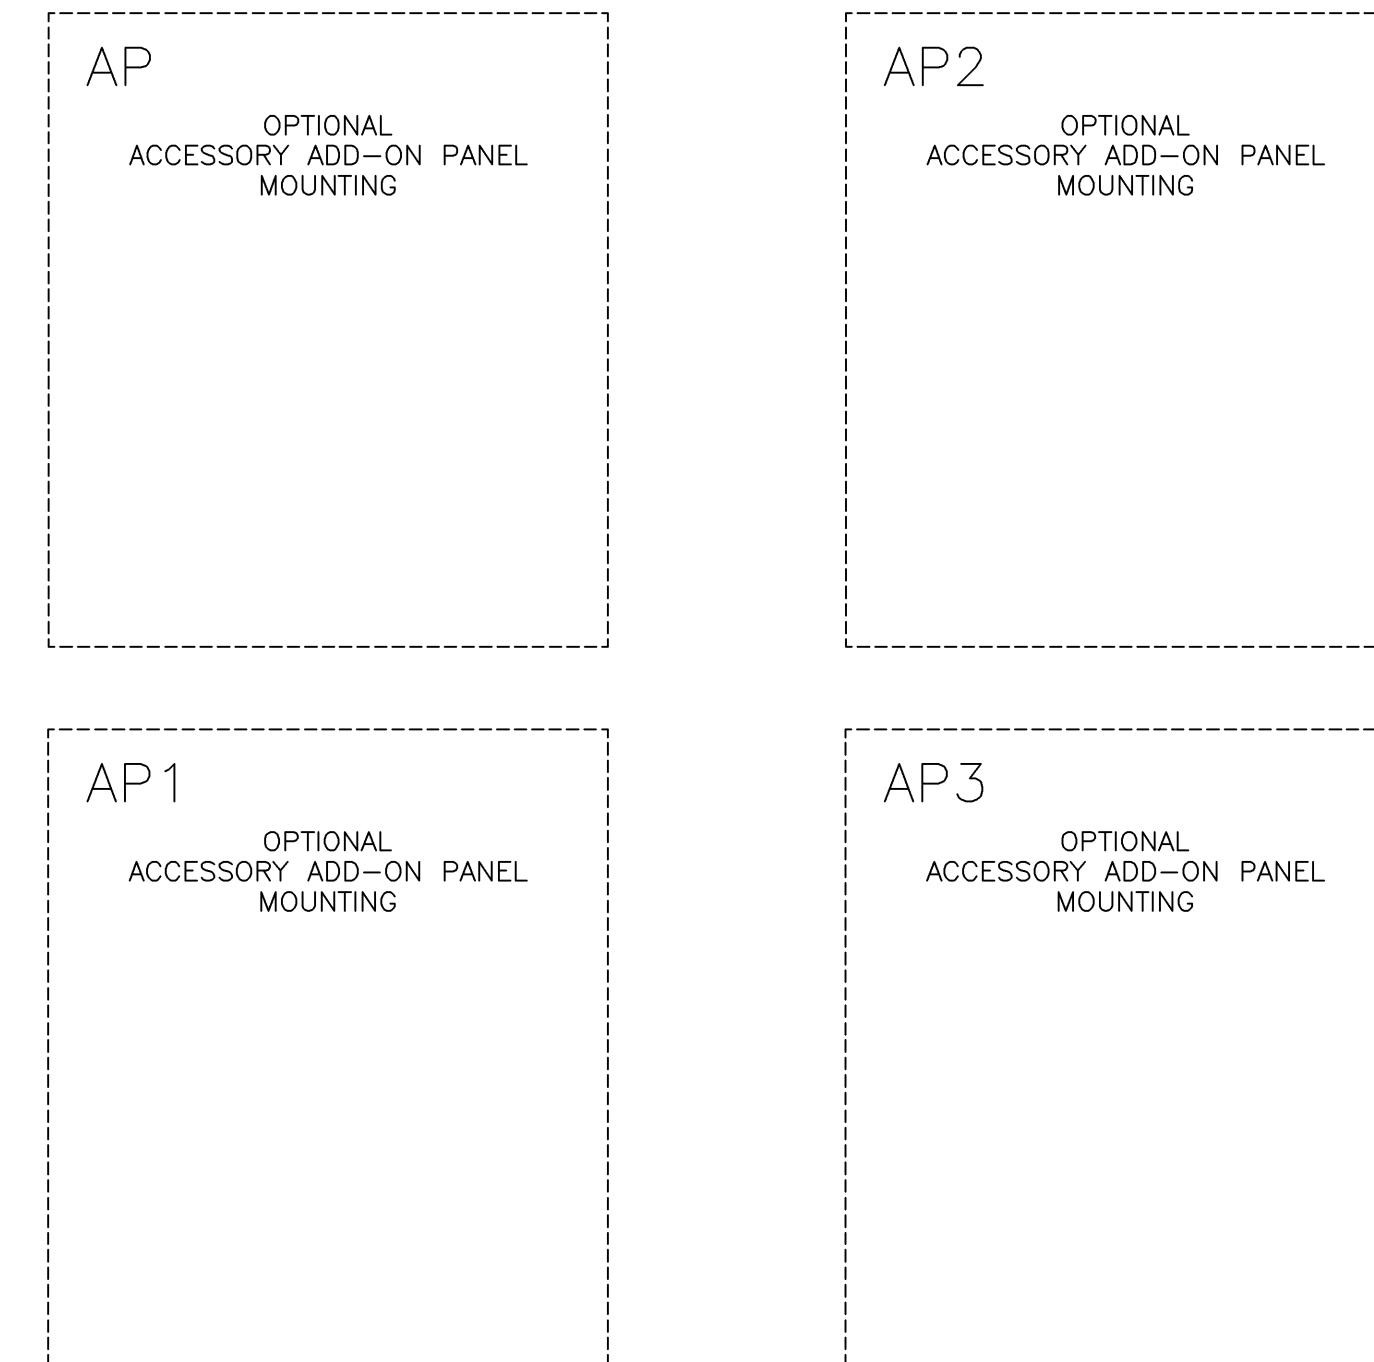 AP
OPTIONAL
ACCESSORY ADD-ON PANEL
MOUNTING
AP2
OPTIONAL
ACCESSORY ADD-ON PANEL
MOUNTING
AP1
OPTIONAL
ACCESSORY ADD-ON PANEL
MOUNTING
AP3
OPTIONAL
ACCESSORY ADD-ON PANEL
MOUNTING